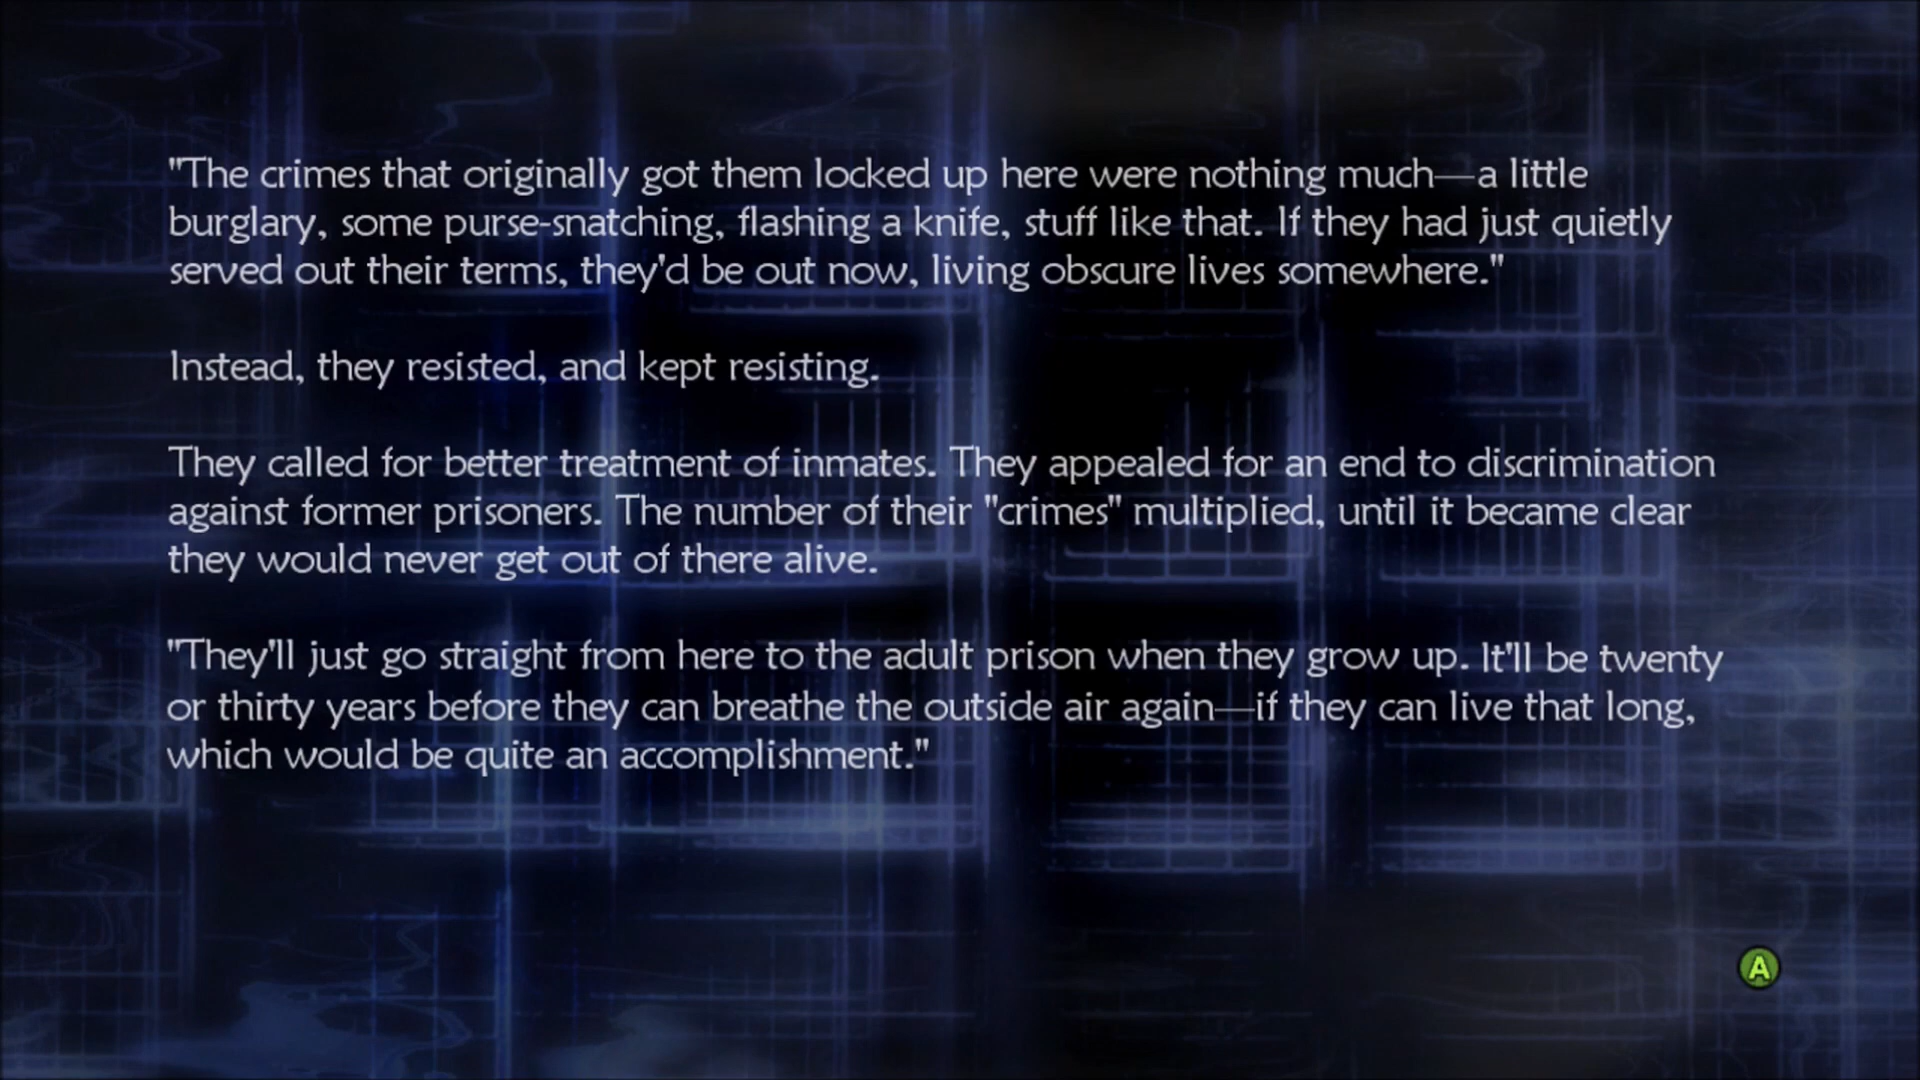 "The crimes that originally got them locked up here were nothing much—a little
burglary, some purse-snatching, flashing a knife, stuff like that. If they had just quietly
served out their terms, they'd be out now, living obscure lives somewhere."
Instead, they resisted, and kept resisting.
They called for better treatment of inmates. They appealed for an end to discrimination
against former prisoners. The number of their "crimes" multiplied, until it became clear
they would never get out of there alive.
"They'll just go straight from here to the adult prison when they grow up. It'll be twenty
or thirty years before they can breathe the outside air again—if they can live that long,
which would be quite an accomplishment."
A